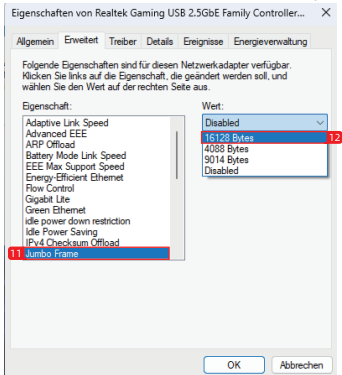 Eigenschaften von Realtek Gaming USB 2.5GbE Family Controller...
Allgemein Erweitert Treiber Details Ereignisse Energieverwaltung
Folgende Eigenschaften sind für diesen Netzwerkadapter verfügbar.
Klicken Sie links auf die Eigenschaft, die geändert werden soll, und
wählen Sie den Wert auf der rechten Seite aus.
Eigenschaft:
Adaptive Link Speed
Advanced EEE
ARP Offload
Battery Mode Link Speed
EEE Max Support Speed
Energy-Efficient Ethernet
Flow Control
Gigabit Lite
Green Ethernet
idle power down restriction
Idle Power Saving
IPv4 Checksum Offload
11 Jumbo Frame
Wert:
Disabled
16128 Bytes 12
4088 Bytes
9014 Bytes
Disabled
OK Abbrechen